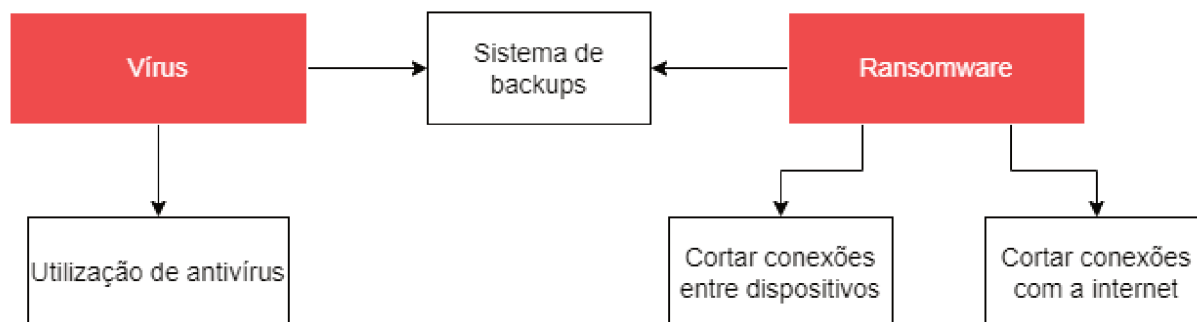 Vírus
Sistema de
backups
Ransomware
Utilização de antivírus
Cortar conexões
entre dispositivos
Cortar conexões
com a internet